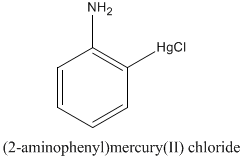 NH₂
HgCl
(2-aminophenyl)mercury(II) chloride